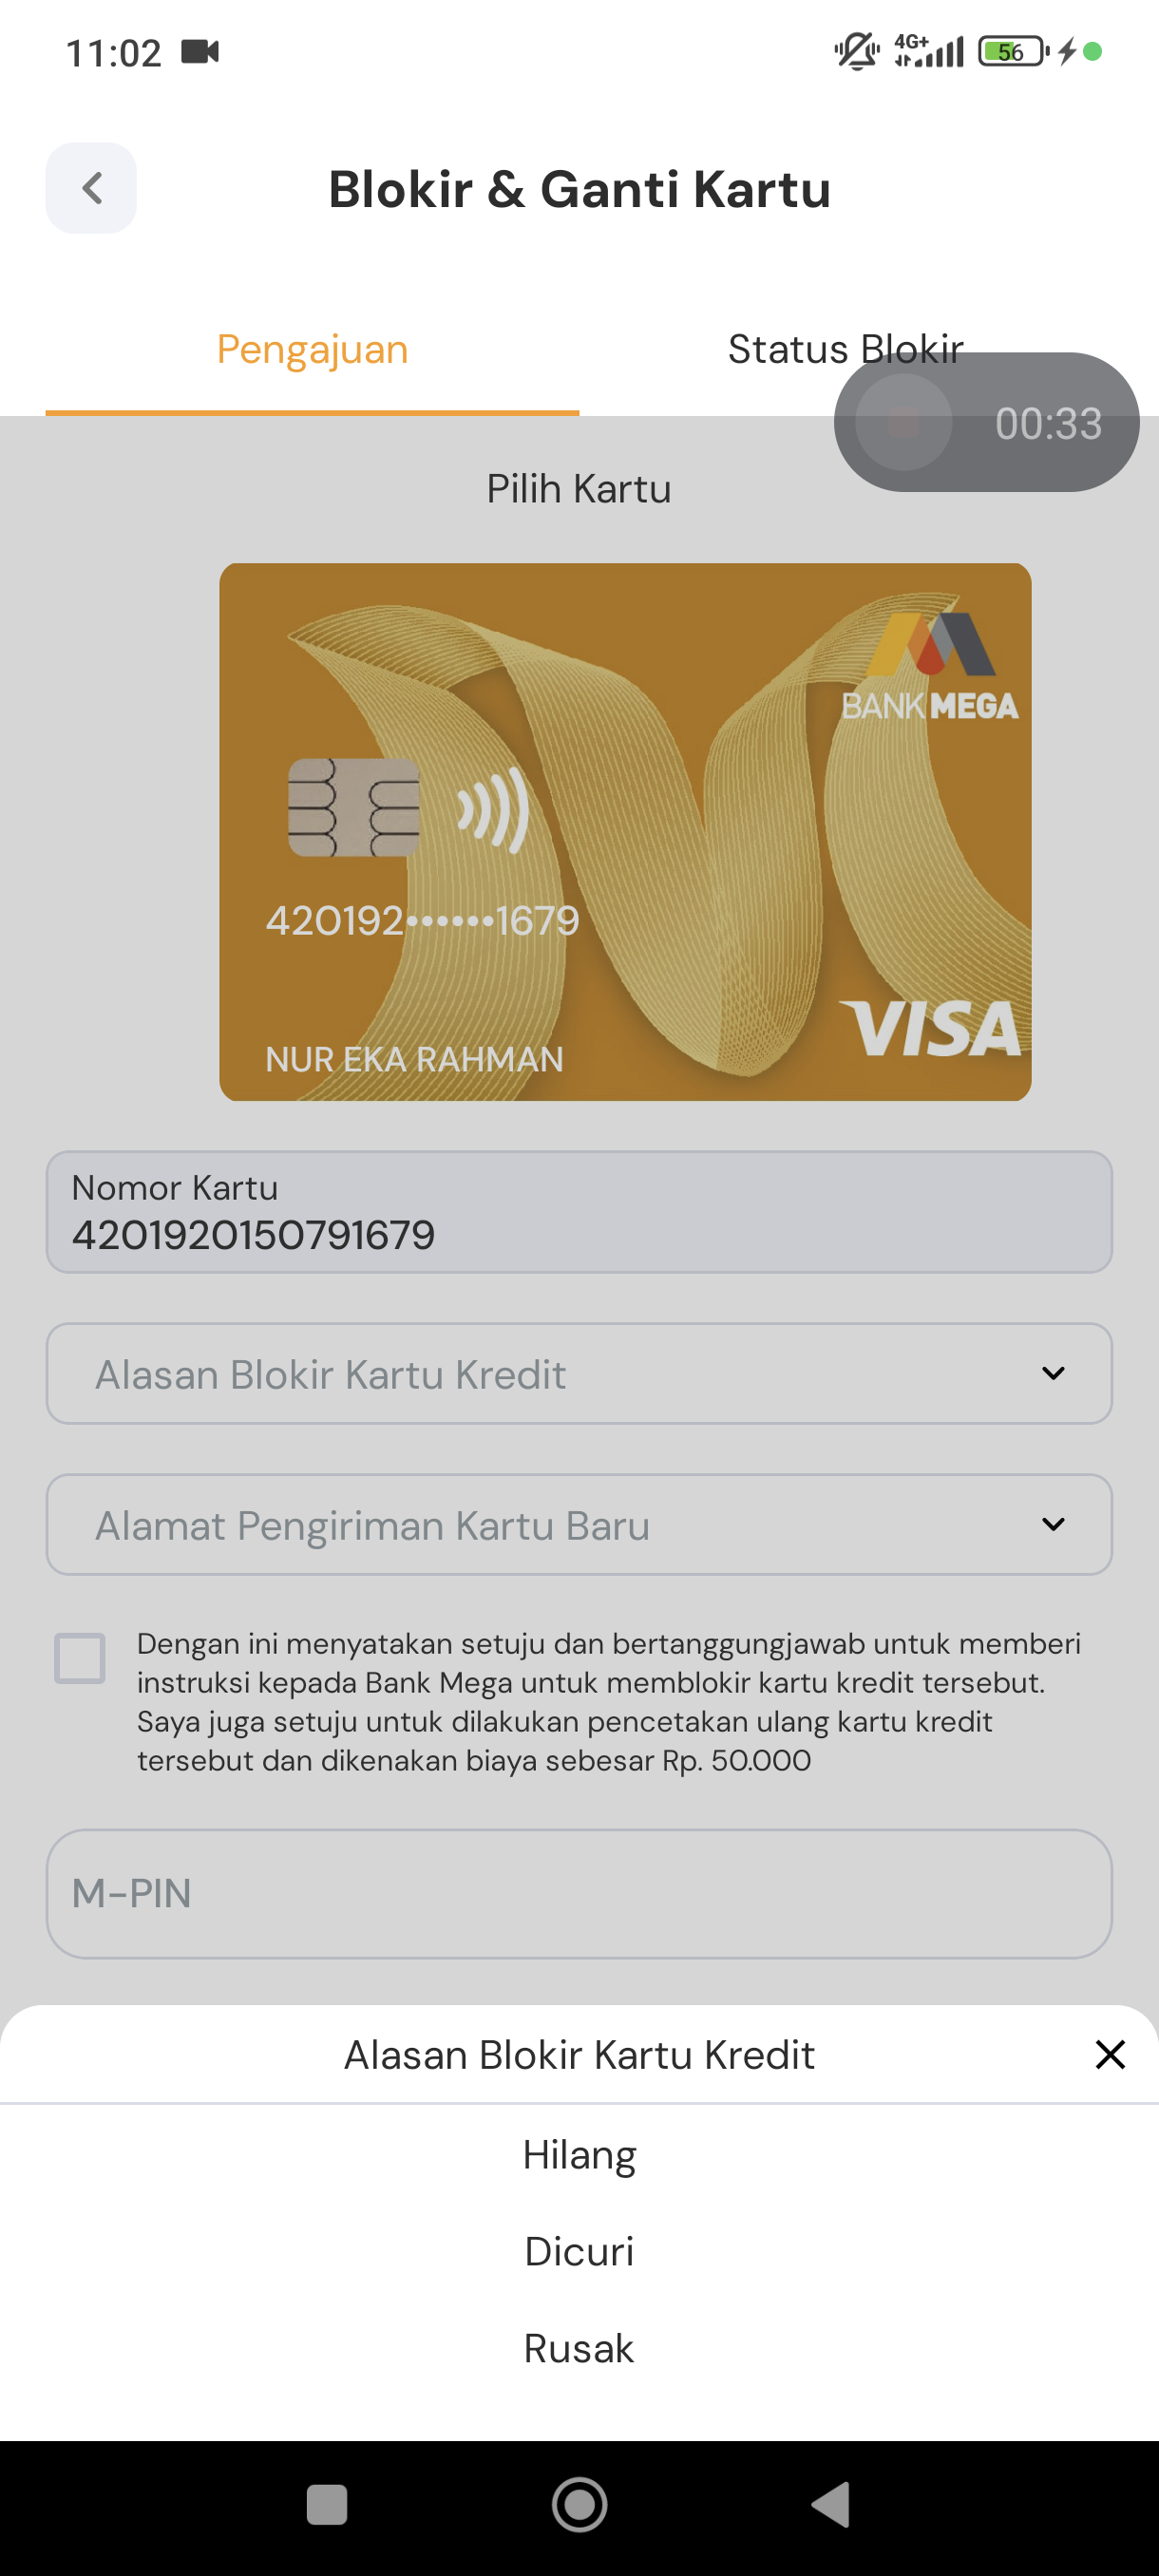 11:02
4G+
56
Blokir & Ganti Kartu
Pengajuan
Status Blokir
00:33
Pilih Kartu
BANK MEGA
420192••••••1679
VISA
NUR EKA RAHMAN
Nomor Kartu
4201920150791679
Alasan Blokir Kartu Kredit
Alamat Pengiriman Kartu Baru
Dengan ini menyatakan setuju dan bertanggungjawab untuk memberi
instruksi kepada Bank Mega untuk memblokir kartu kredit tersebut.
Saya juga setuju untuk dilakukan pencetakan ulang kartu kredit
tersebut dan dikenakan biaya sebesar Rp. 50.000
M-PIN
Alasan Blokir Kartu Kredit
Hilang
Dicuri
Rusak